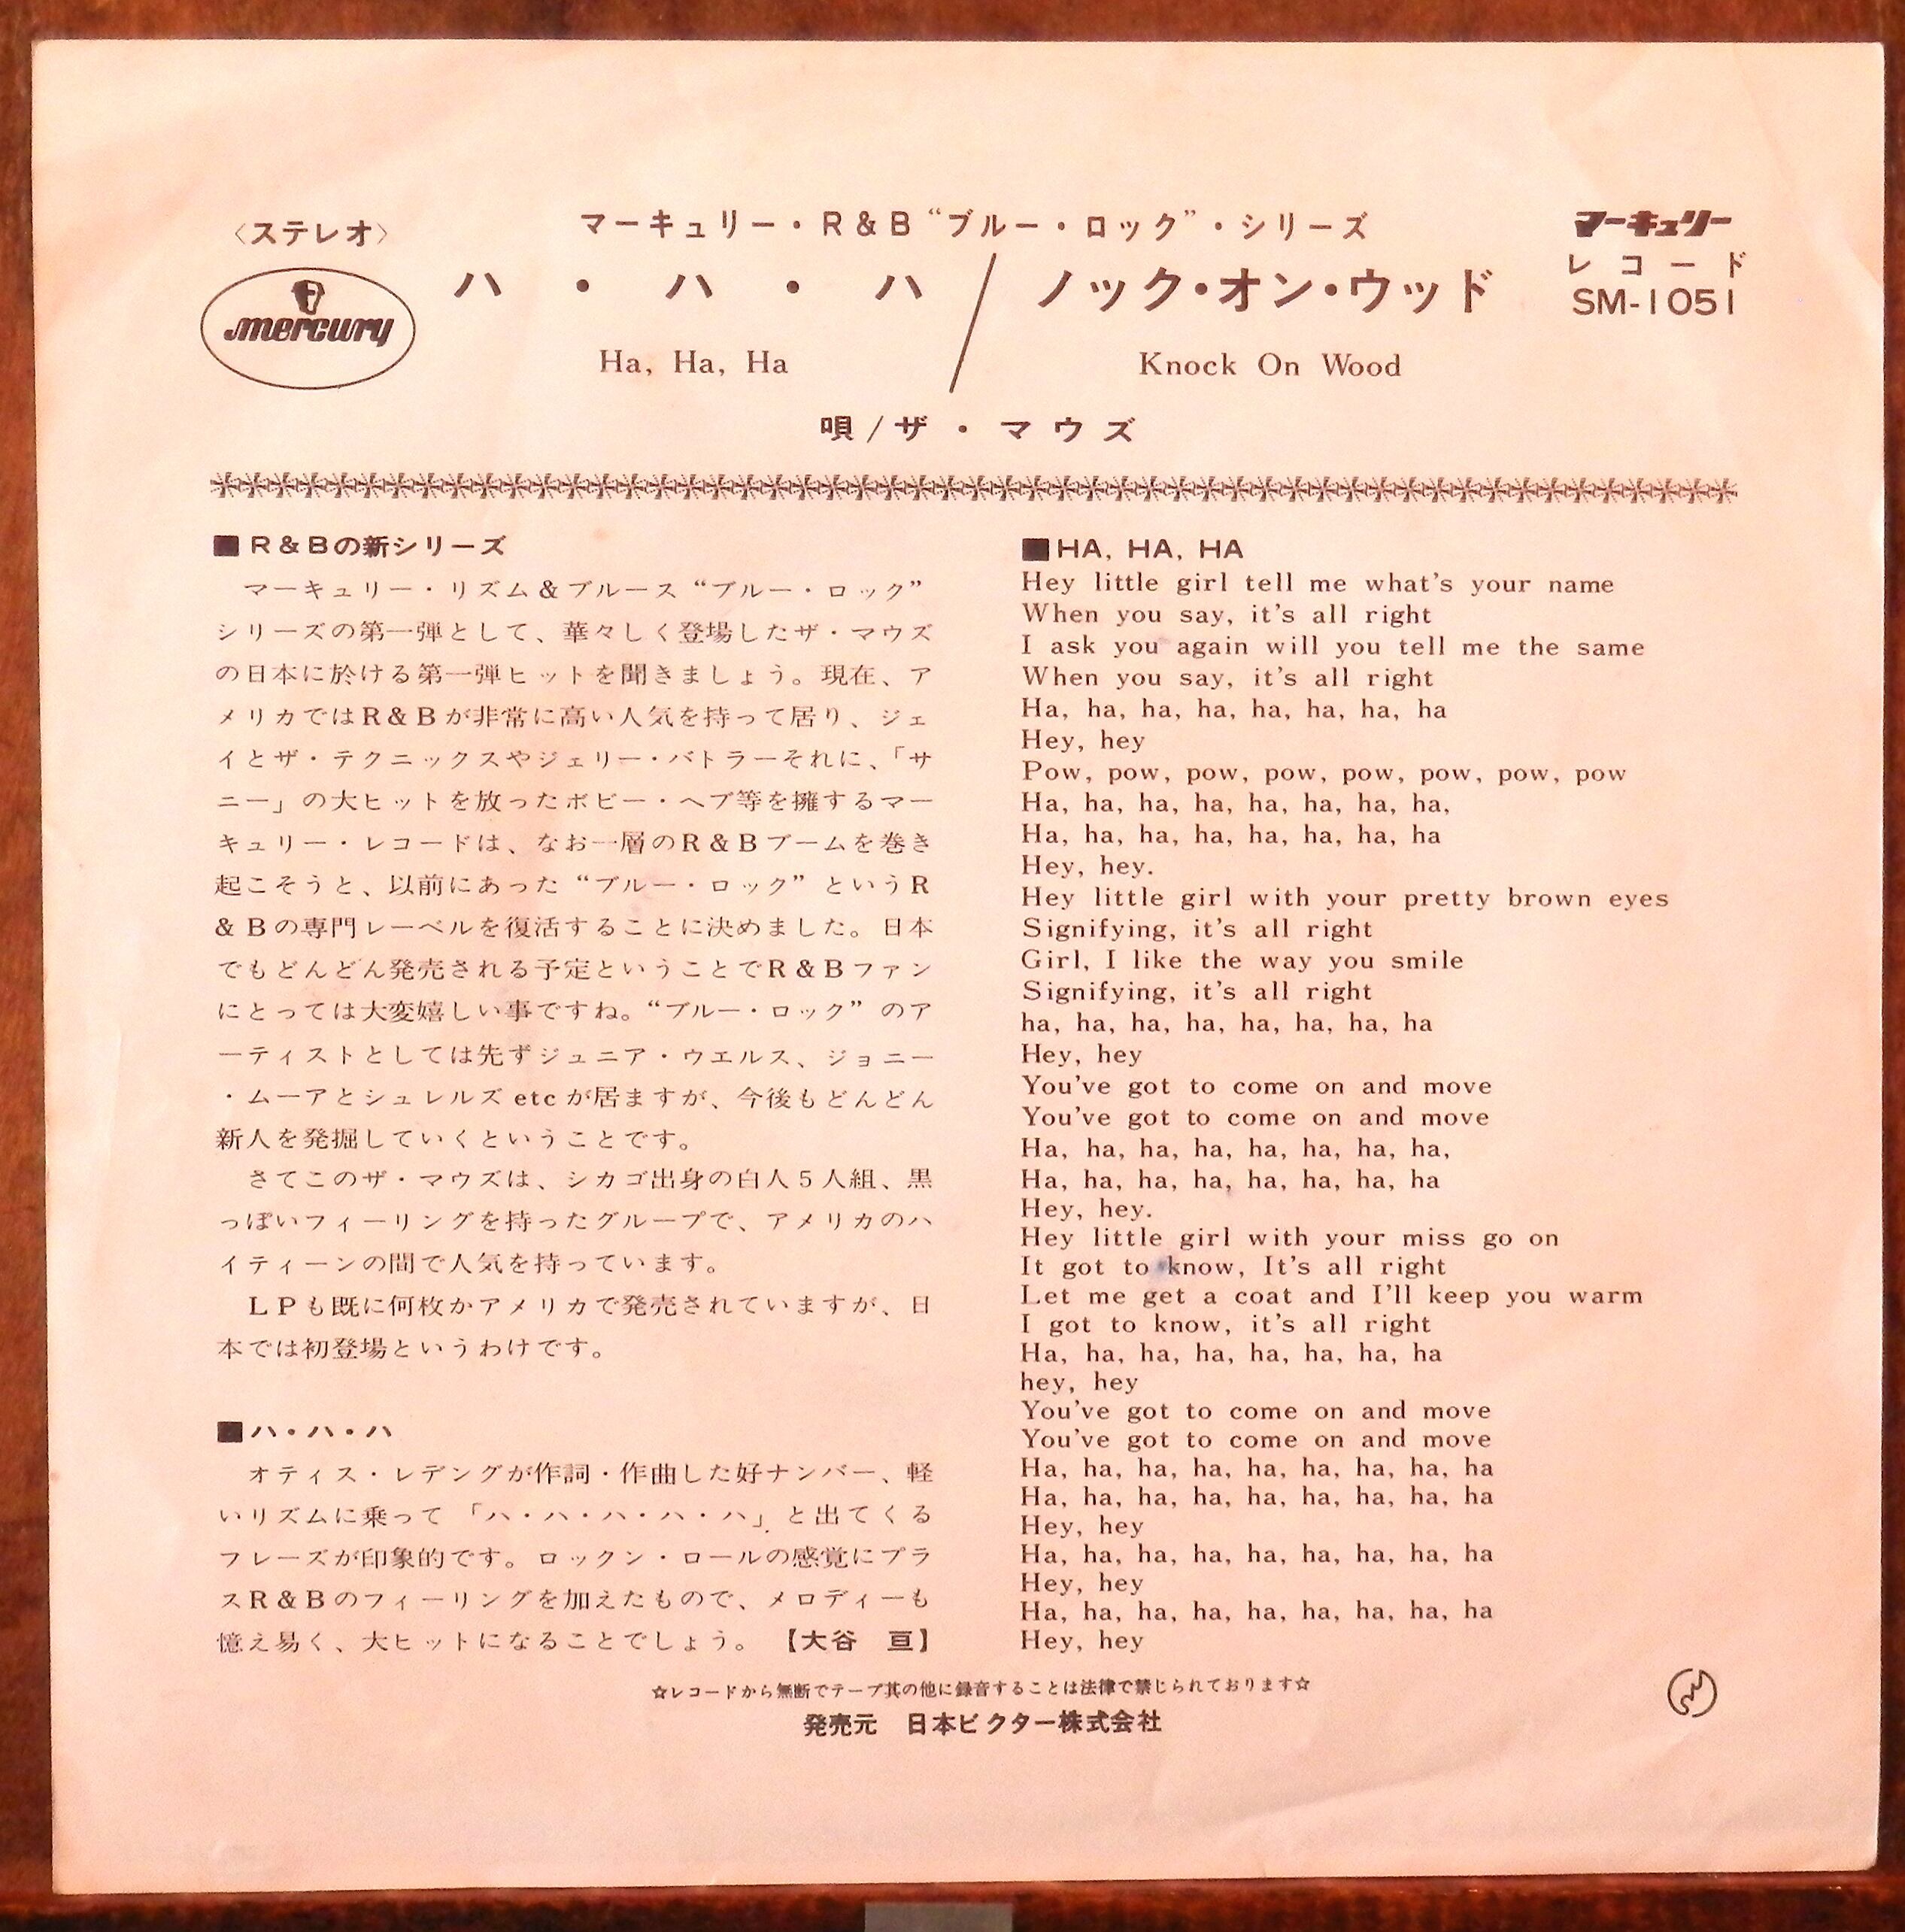 〈ステレオ〉
mercury
マーキュリー・R&B“ブルー・ロック”・シリーズ
ハ・ハ・ハ/ノック・オン・ウッド
Ha, Ha, Ha
Knock On Wood
唄/ザ・マウズ
マーキュリー
レコード
SM-1051
■R&Bの新シリーズ
マーキュリー・リズム&ブルース“ブルー・ロック”
シリーズの第一弾として、華々しく登場したザ・マウズ
の日本に於ける第一弾ヒットを聞きましょう。現在、ア
メリカではR&Bが非常に高い人気を持って居り、ジェ
イとザ・テクニックスやジェリー・バトラーそれに、「サ
ニー」の大ヒットを放ったボビー・ヘブ等を擁するマー
キュリー・レコードは、なお一層のR&Bブームを巻き
起こそうと、以前にあった“ブルー・ロック”というR
&Bの専門レーベルを復活することに決めました。日本
でもどんどん発売される予定ということでR&Bファン
にとっては大変嬉しい事ですね。“ブルー・ロック”のア
ーティストとしては先ずジュニア・ウエルス、ジョニー
・ムーアとシュレルズetcが居ますが、今後もどんどん
新人を発掘していくということです。
さてこのザ・マウズは、シカゴ出身の白人5人組、黒
っぽいフィーリングを持ったグループで、アメリカのハ
イティーンの間で人気を持っています。
LPも既に何枚かアメリカで発売されていますが、日
本では初登場というわけです。
■ハ・ハ・ハ
オティス・レデングが作詞・作曲した好ナンバー、軽
いリズムに乗って「ハ・ハ・ハ・ハ・ハ」と出てくる
フレーズが印象的です。ロックン・ロールの感覚にプラ
スR&Bのフィーリングを加えたもので、メロディーも
憶え易く、大ヒットになることでしょう。【大谷 亘】
■HA, HA, HA
Hey little girl tell me what's your name
When you say, it's all right
I ask you again will you tell me the same
When you say, it's all right
Ha, ha, ha, ha, ha, ha, ha, ha
Hey, hey
Pow, pow, pow, pow, pow, pow, pow, pow
Ha, ha, ha, ha, ha, ha, ha, ha,
Ha, ha, ha, ha, ha, ha, ha, ha
Hey, hey.
Hey little girl with your pretty brown eyes
Signifying, it's all right
Girl, I like the way you smile
Signifying, it's all right
ha, ha, ha, ha, ha, ha, ha, ha
Hey, hey
You've got to come on and move
You've got to come on and move
Ha, ha, ha, ha, ha, ha, ha, ha,
Ha, ha, ha, ha, ha, ha, ha, ha
Hey, hey.
Hey little girl with your miss go on
It got to know, It's all right
Let me get a coat and I'll keep you warm
I got to know, it's all right
Ha, ha, ha, ha, ha, ha, ha, ha
hey, hey
You've got to come on and move
You've got to come on and move
Ha, ha, ha, ha, ha, ha, ha, ha, ha
Ha, ha, ha, ha, ha, ha, ha, ha, ha
Hey, hey
Ha, ha, ha, ha, ha, ha, ha, ha, ha
Hey, hey
Ha, ha, ha, ha, ha, ha, ha, ha, ha
Hey, hey
☆レコードから無断でテープ其の他に録音することは法律で禁じられております☆
発売元 日本ビクター株式会社